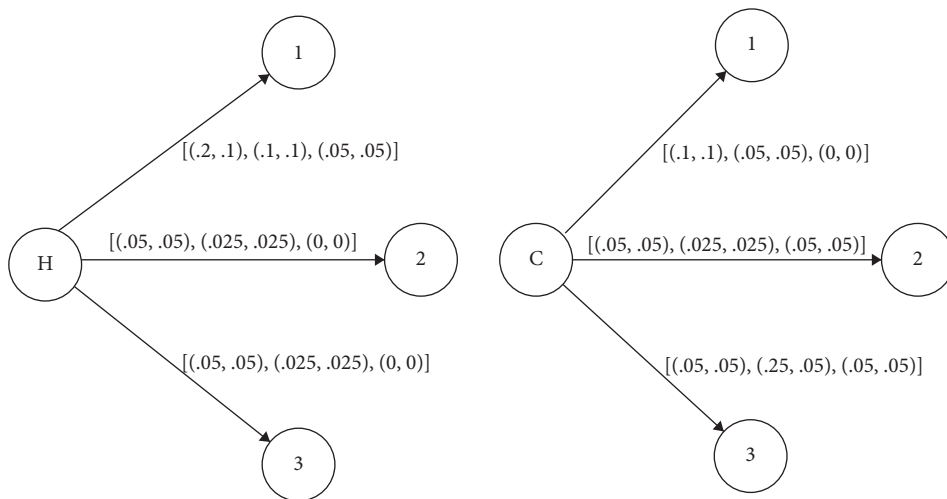 1
[(.2, .1), (.1, .1), (.05, .05)]
H
[(.05, .05), (.025, .025), (0, 0)]
2
[(.05, .05), (.025, .025), (0, 0)]
3
1
[(.1, .1), (.05, .05), (0, 0)]
C
[(.05, .05), (.025, .025), (.05, .05)]
2
[(.05, .05), (.25, .05), (.05, .05)]
3